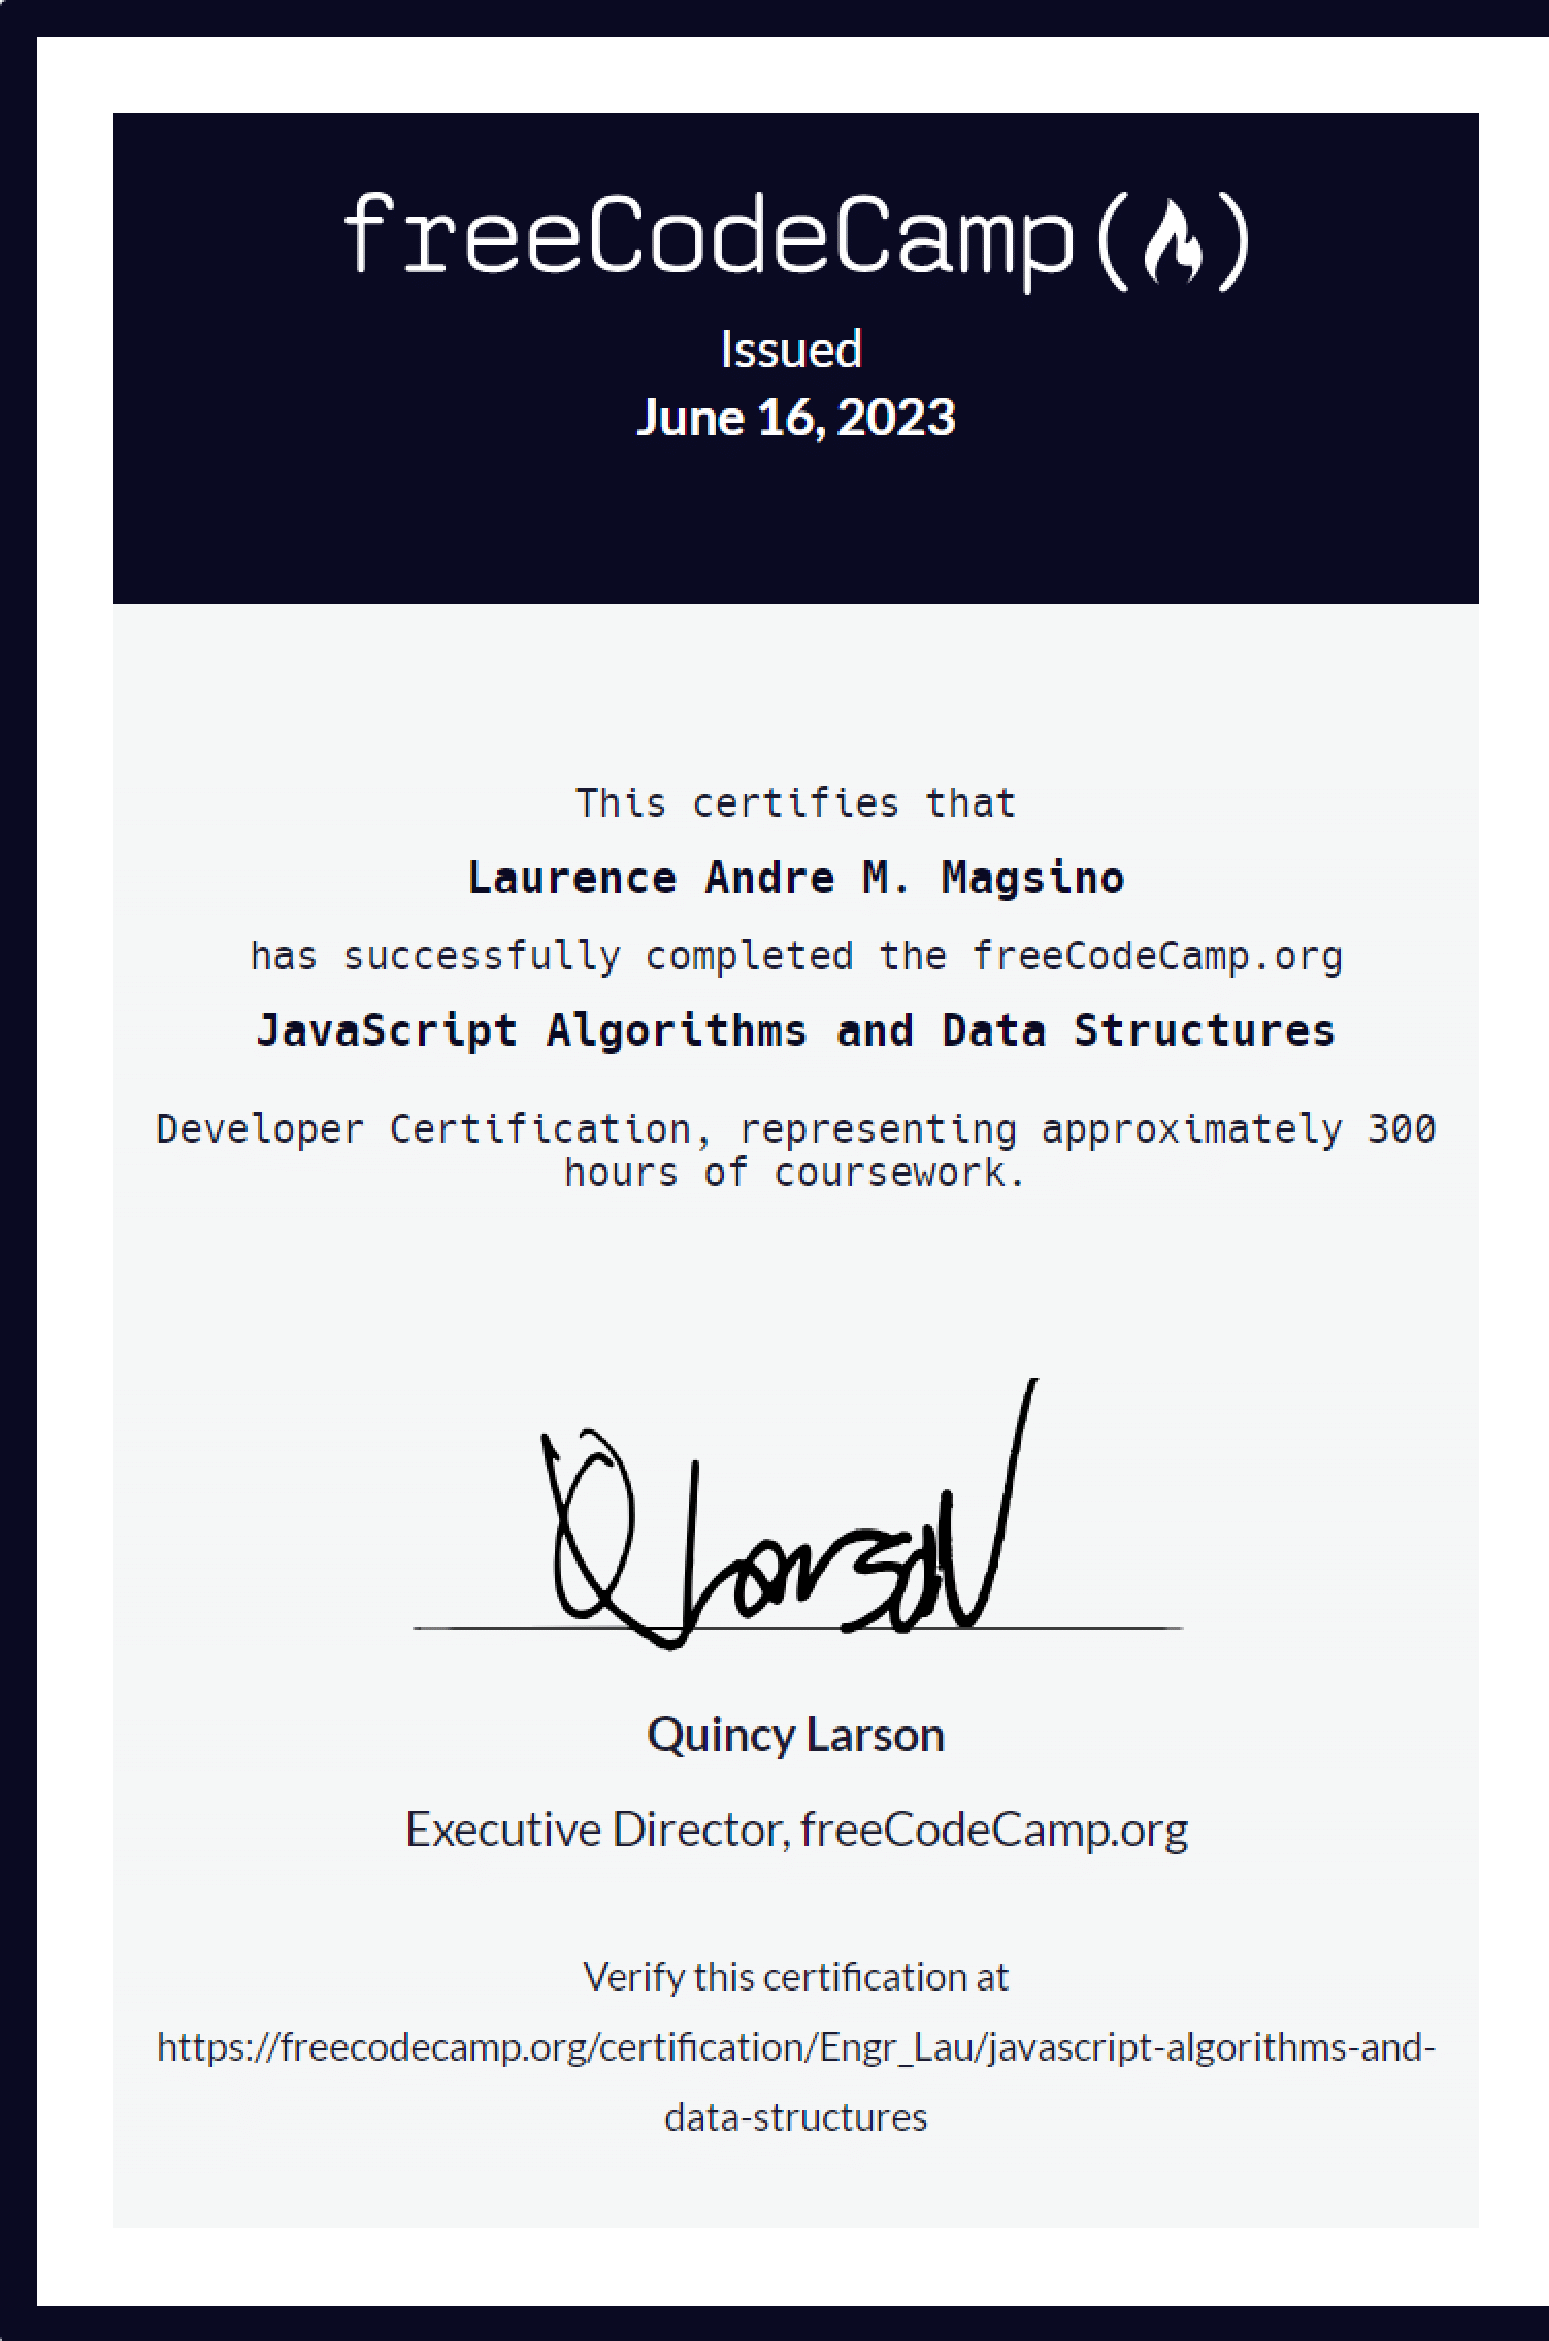 freeCodeCamp(🔥)
Issued
June 16, 2023
This certifies that
Laurence Andre M. Magsino
has successfully completed the freeCodeCamp.org
JavaScript Algorithms and Data Structures
Developer Certification, representing approximately 300
hours of coursework.
Q Larson
Quincy Larson
Executive Director, freeCodeCamp.org
Verify this certification at
https://freecodecamp.org/certification/Engr_Lau/javascript-algorithms-and-
data-structures